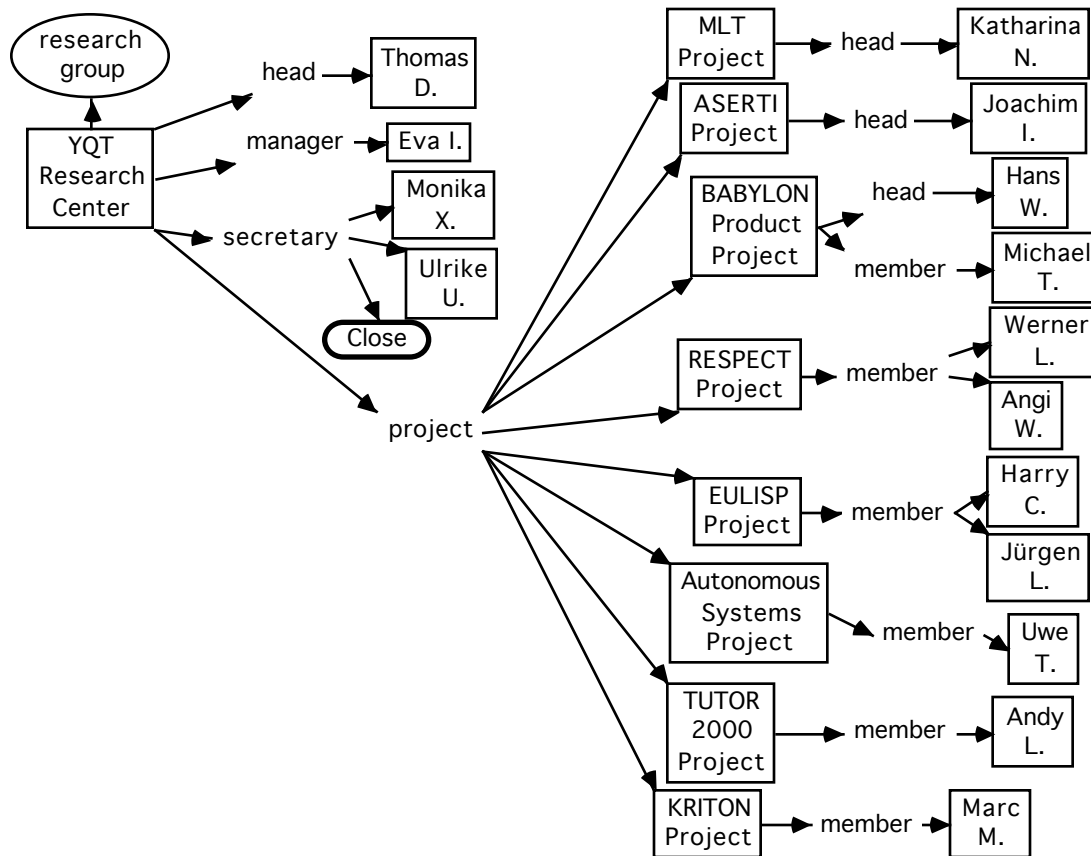 research
group
YQT
Research
Center
head
Thomas
D.
manager
Eva I.
secretary
Monika
X.
Ulrike
U.
Close
project
MLT
Project
head
Katharina
N.
ASERTI
Project
head
Joachim
I.
BABYLON
Product
Project
head
Hans
W.
member
Michael
T.
RESPECT
Project
member
Werner
L.
Angi
W.
EULISP
Project
member
Harry
C.
Jürgen
L.
Autonomous
Systems
Project
member
Uwe
T.
TUTOR
2000
Project
member
Andy
L.
KRITON
Project
member
Marc
M.